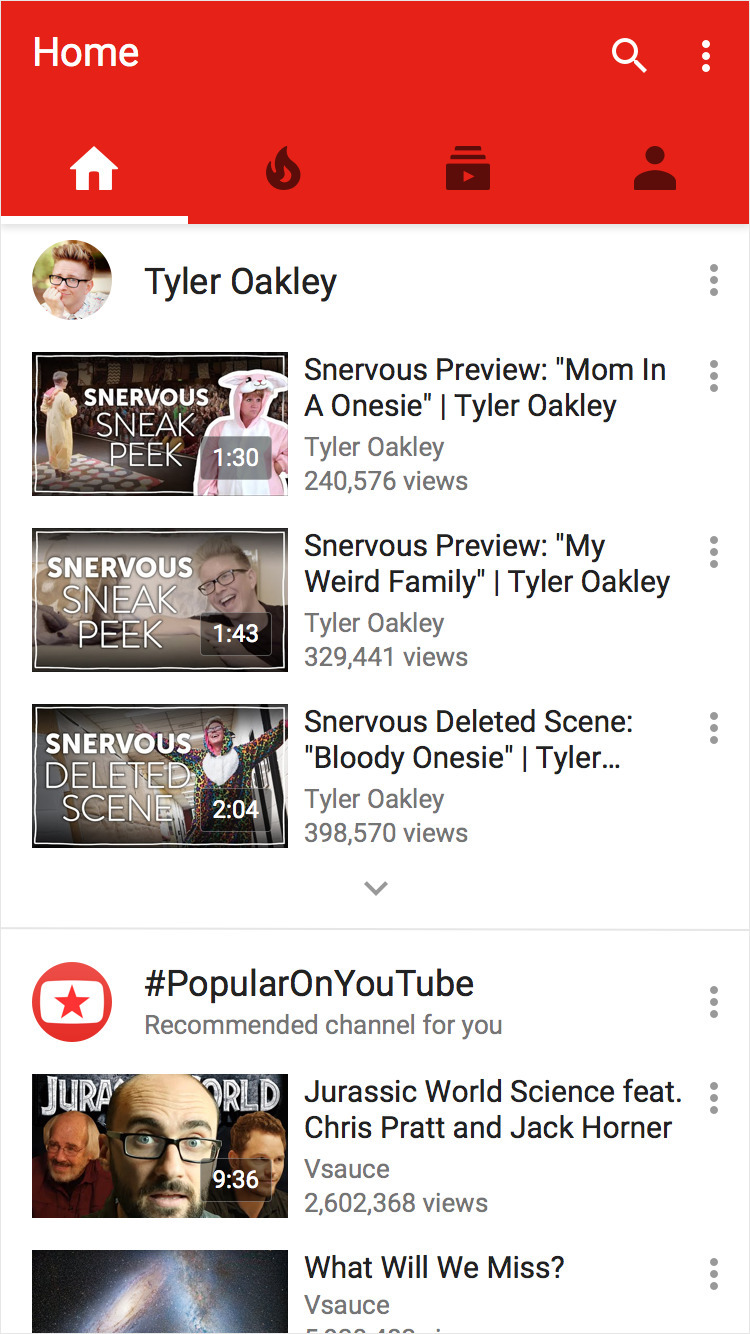 Home
Tyler Oakley
SNERVOUS
SNEAK
PEEK
1:30
Snervous Preview: "Mom In
A Onesie" | Tyler Oakley
Tyler Oakley
240,576 views
SNERVOUS
SNEAK
PEEK
1:43
Snervous Preview: "My
Weird Family" | Tyler Oakley
Tyler Oakley
329,441 views
SNERVOUS
DELETED
SCENE
2:04
Snervous Deleted Scene:
"Bloody Onesie" | Tyler...
Tyler Oakley
398,570 views
#PopularOnYouTube
Recommended channel for you
9:36
Jurassic World Science feat.
Chris Pratt and Jack Horner
Vsauce
2,602,368 views
What Will We Miss?
Vsauce